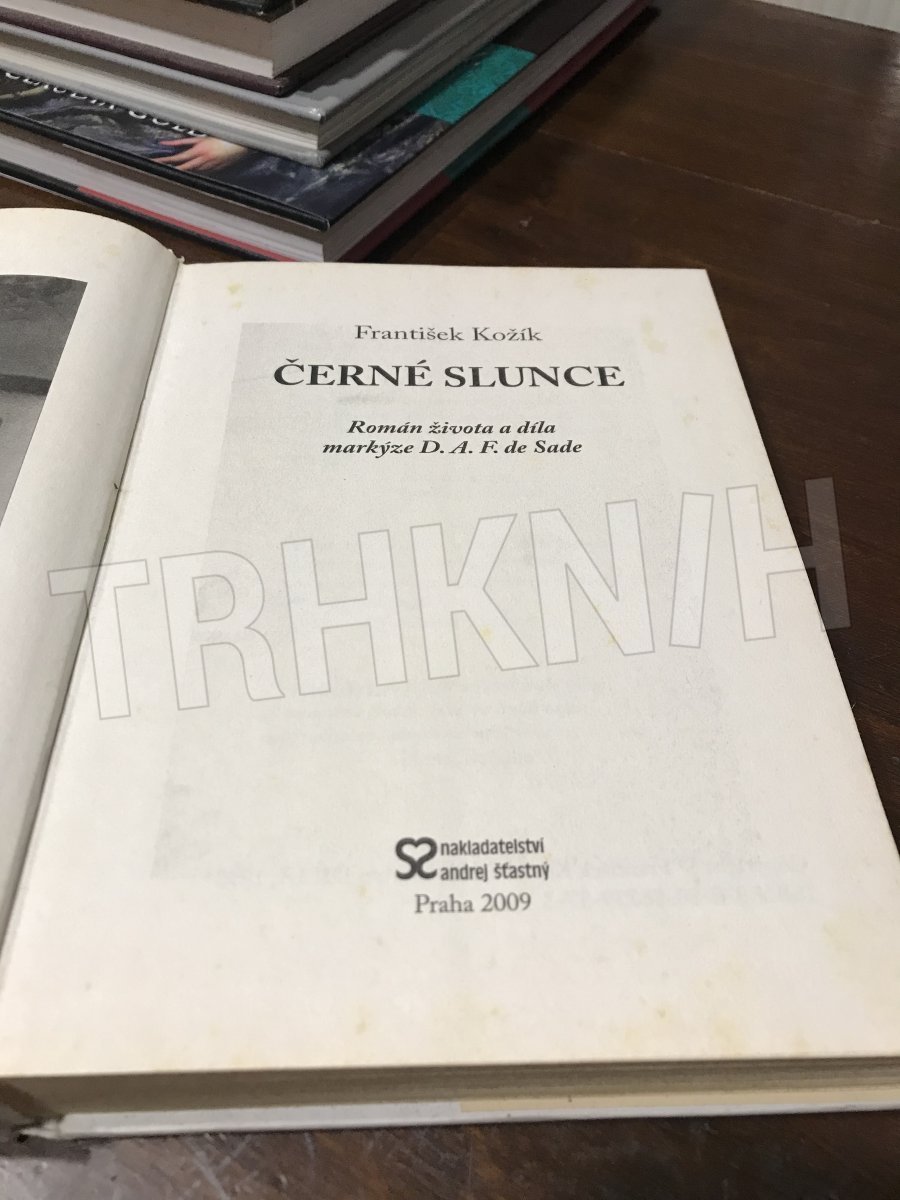 František Kožík
ČERNÉ SLUNCE
Román života a díla
markýze D. A. F. de Sade
TRHKNIH
nakladatelství
andrej šťastný
Praha 2009